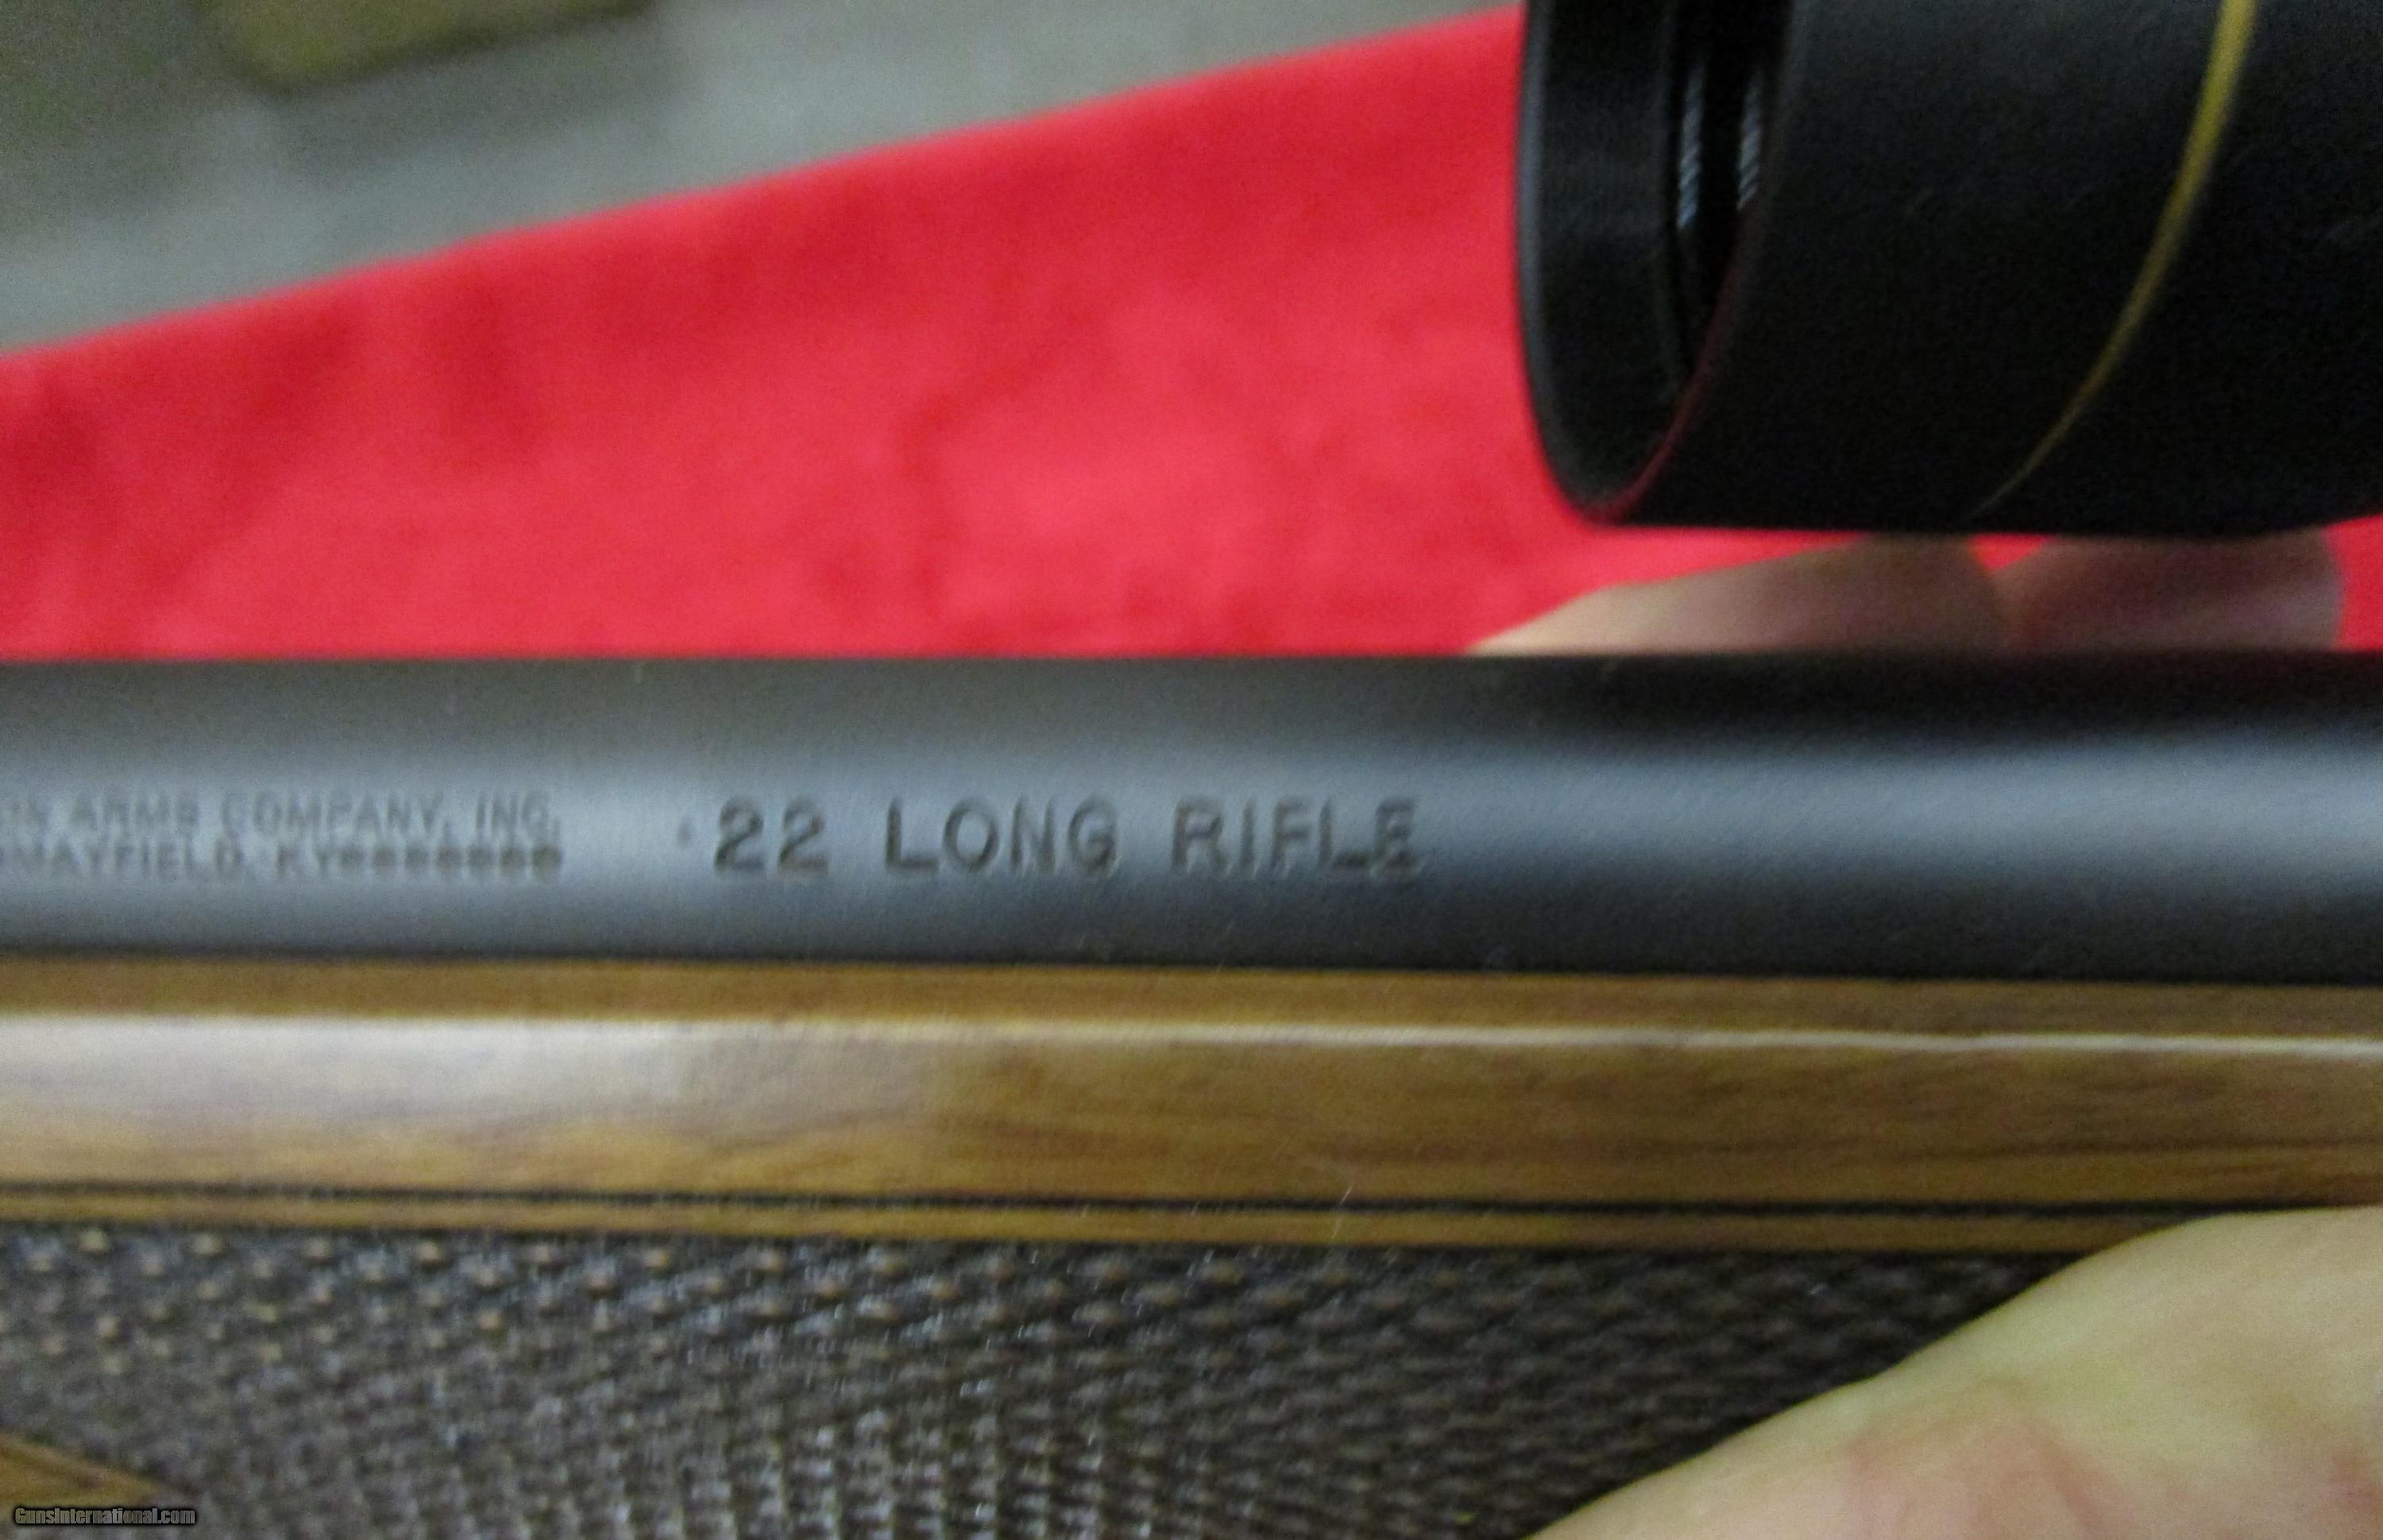 ARMS COMPANY, INC.
MAYFIELD, KY
22 LONG RIFLE
GunsInternational.com